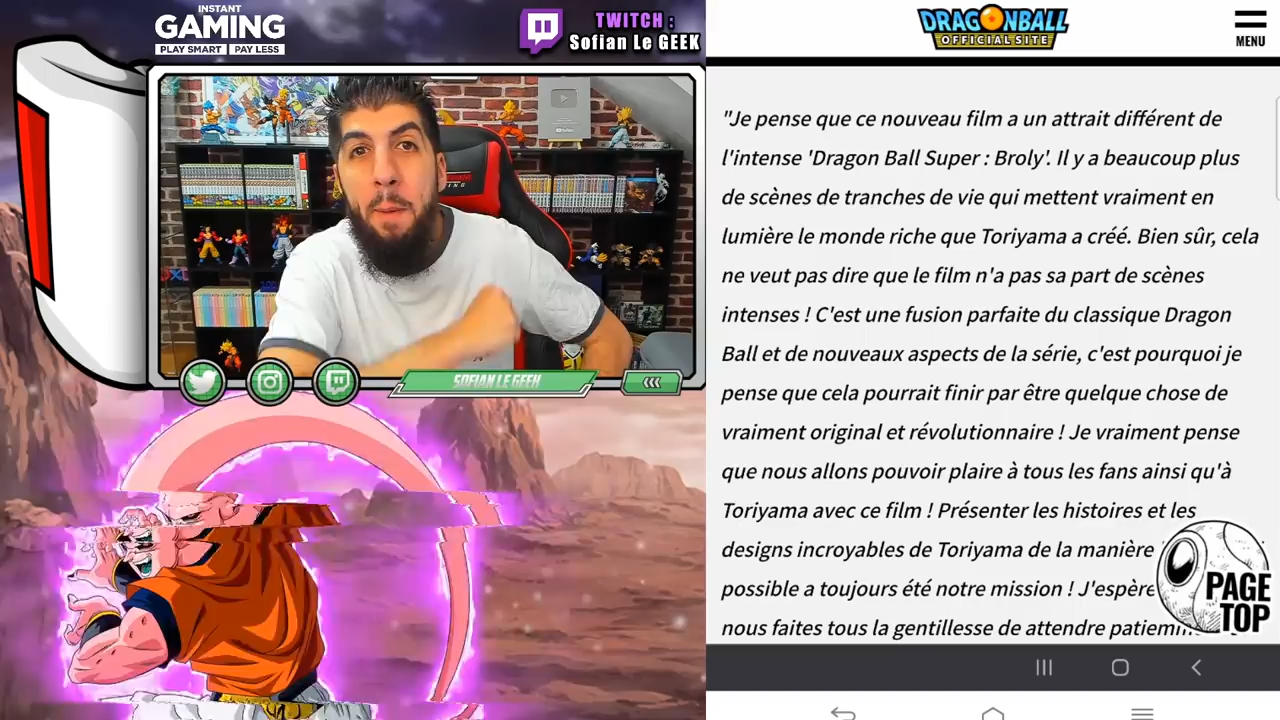 INSTANT
GAMING
PLAY SMART PAY LESS
TWITCH :
Sofian Le GEEK
SOFIAN LE GEEK
DRAGONBALL
OFFICIAL SITE
MENU
"Je pense que ce nouveau film a un attrait différent de
l'intense 'Dragon Ball Super : Broly'. Il y a beaucoup plus
de scènes de tranches de vie qui mettent vraiment en
lumière le monde riche que Toriyama a créé. Bien sûr, cela
ne veut pas dire que le film n'a pas sa part de scènes
intenses ! C'est une fusion parfaite du classique Dragon
Ball et de nouveaux aspects de la série, c'est pourquoi je
pense que cela pourrait finir par être quelque chose de
vraiment original et révolutionnaire ! Je vraiment pense
que nous allons pouvoir plaire à tous les fans ainsi qu'à
Toriyama avec ce film ! Présenter les histoires et les
designs incroyables de Toriyama de la manière
possible a toujours été notre mission ! J'espère
nous faites tous la gentillesse de attendre
PAGE
TOP